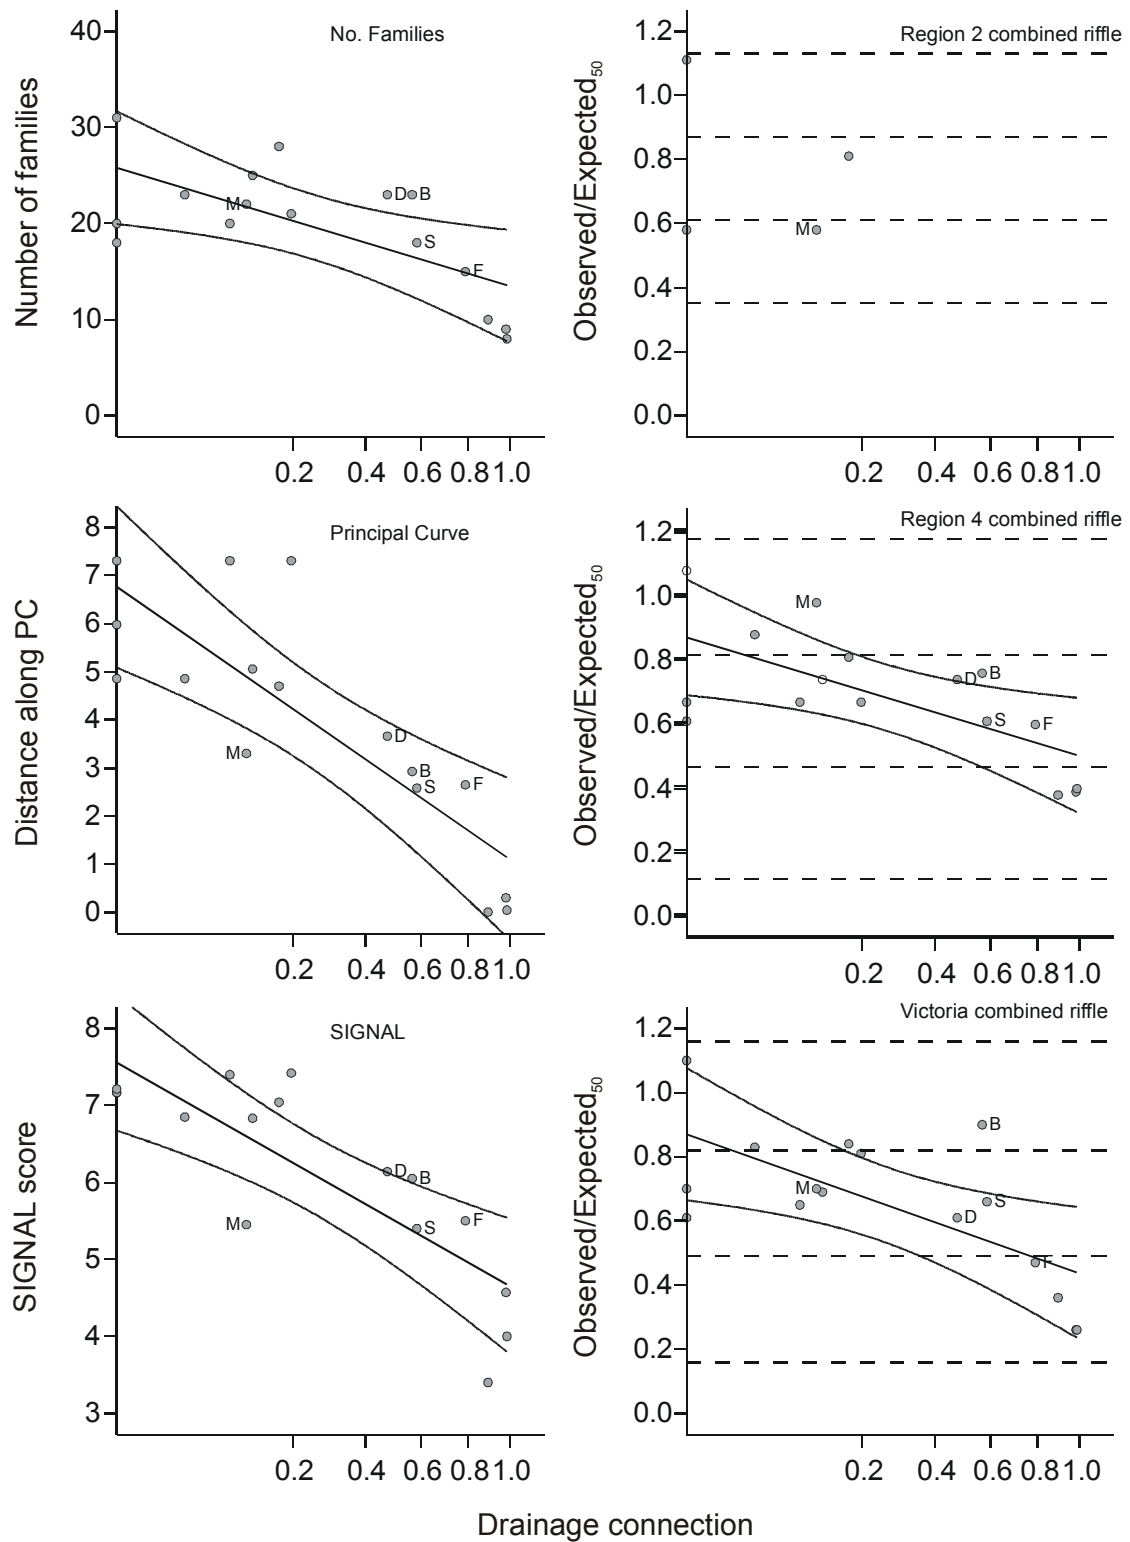 No. Families
Number of families
40
30
20
10
0
M
D
B
S
F
0.2 0.4 0.6 0.8 1.0
Region 2 combined riffle
Observed/Expected50
1.2
1.0
0.8
0.6
0.4
0.2
0.0
M
0.2 0.4 0.6 0.8 1.0
Principal Curve
Distance along PC
8
7
6
5
4
3
2
1
0
M
D
B
S
F
0.2 0.4 0.6 0.8 1.0
Region 4 combined riffle
Observed/Expected50
1.2
1.0
0.8
0.6
0.4
0.2
0.0
M
D
B
S
F
0.2 0.4 0.6 0.8 1.0
SIGNAL
SIGNAL score
8
7
6
5
4
3
M
D
B
S
F
0.2 0.4 0.6 0.8 1.0
Victoria combined riffle
Observed/Expected50
1.2
1.0
0.8
0.6
0.4
0.2
0.0
B
M
S
D
F
0.2 0.4 0.6 0.8 1.0
Drainage connection